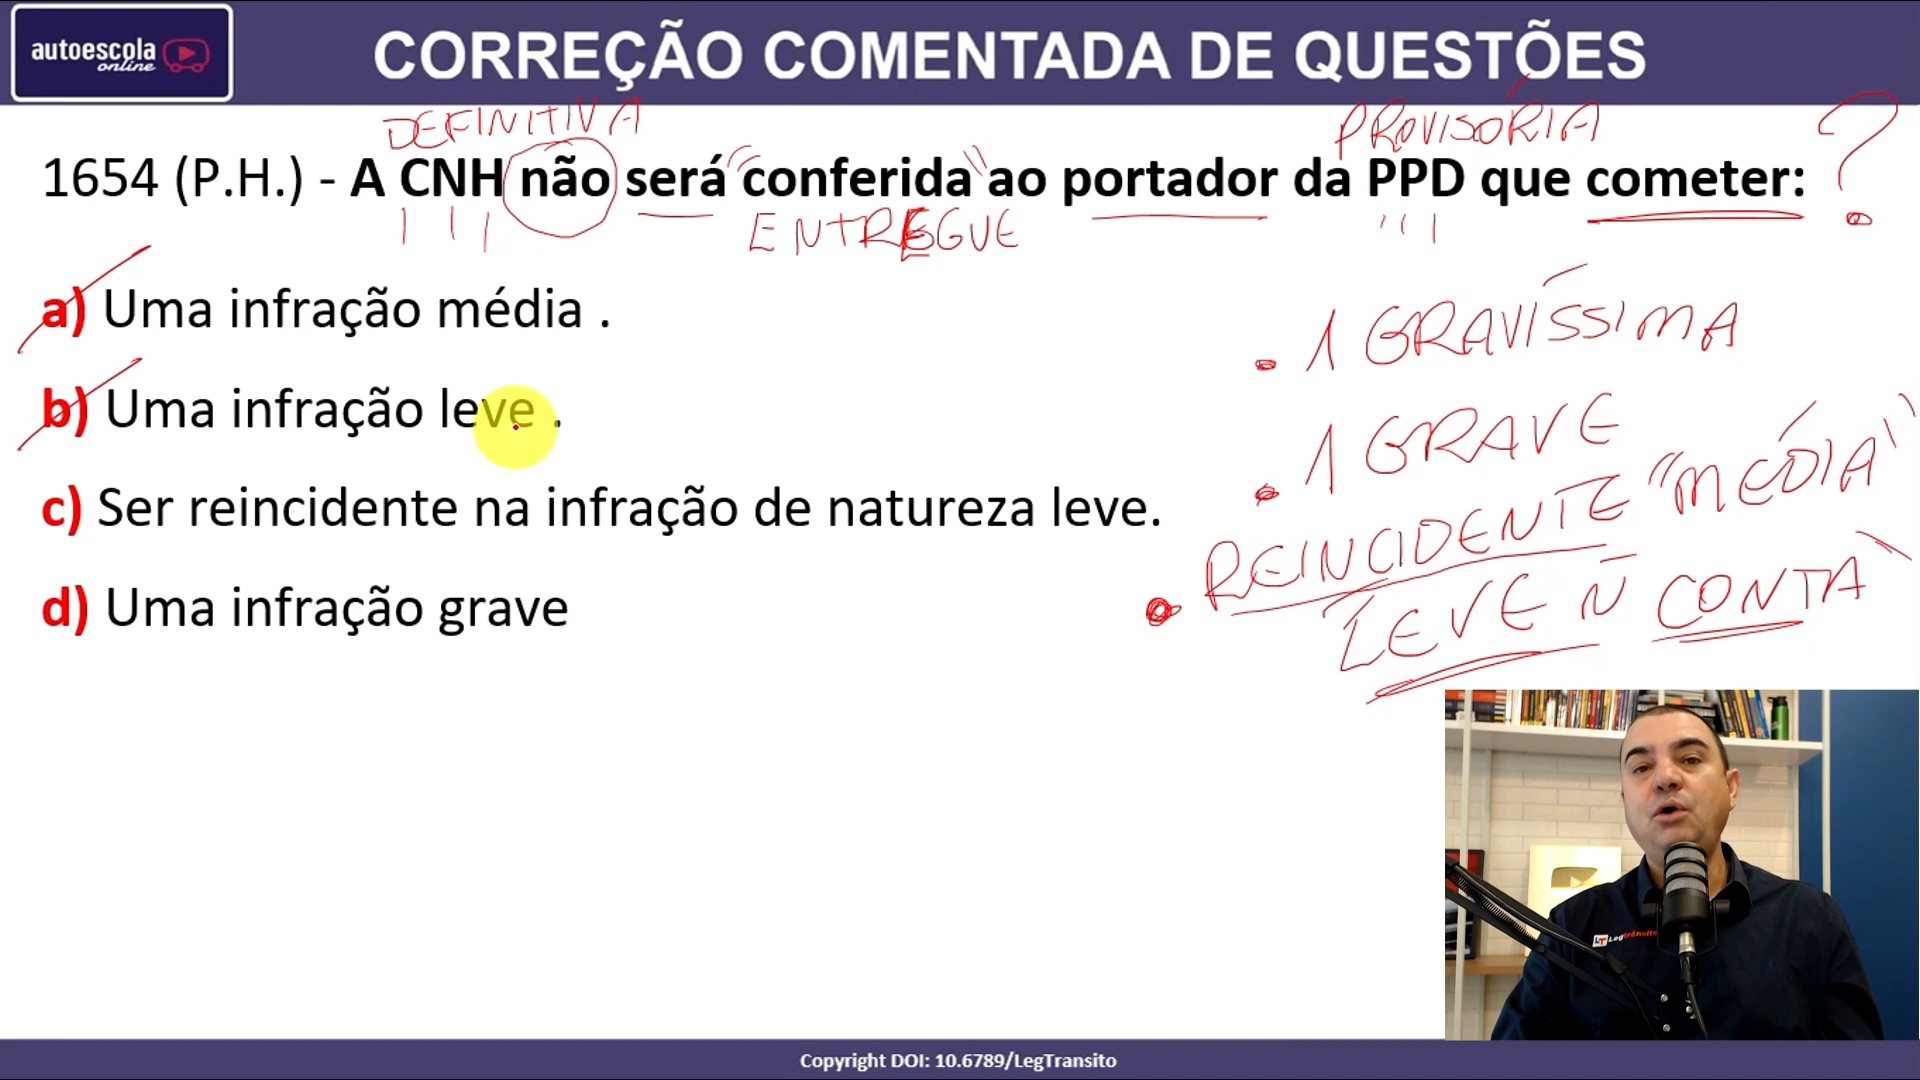 autoescola
online
CORREÇÃO COMENTADA DE QUESTÕES
DEFINITIVA PROVISÓRIA
1654 (P.H.) - A CNH não será “conferida” ao portador da PPD que cometer: ?
ENTREGUE
a) Uma infração média .
• 1 GRAVÍSSIMA
b) Uma infração leve .
• 1 GRAVE
c) Ser reincidente na infração de natureza leve.
• REINCIDENTE “MÉDIA”
d) Uma infração grave
LEVE Ñ CONTA
LT Legtrânsito
Copyright DOI: 10.6789/LegTransito